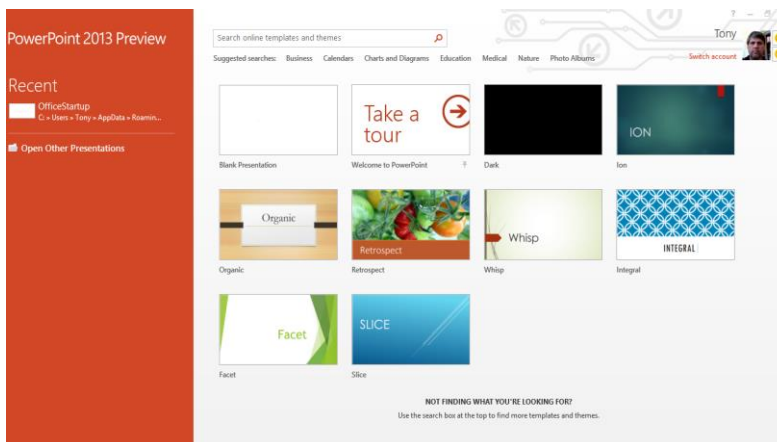 PowerPoint 2013 Preview
Recent
OfficeStartup
C: » Users » Tony » AppData » Roamin...
Open Other Presentations
?
Search online templates and themes
Tony
Switch account
Suggested searches: Business Calendars Charts and Diagrams Education Medical Nature Photo Albums
Take a
tour
ION
Blank Presentation
Welcome to PowerPoint
Dark
Ion
Organic
Retrospect
Whisp
INTEGRAL
Organic
Retrospect
Whisp
Integral
Facet
SLICE
Facet
Slice
NOT FINDING WHAT YOU'RE LOOKING FOR?
Use the search box at the top to find more templates and themes.